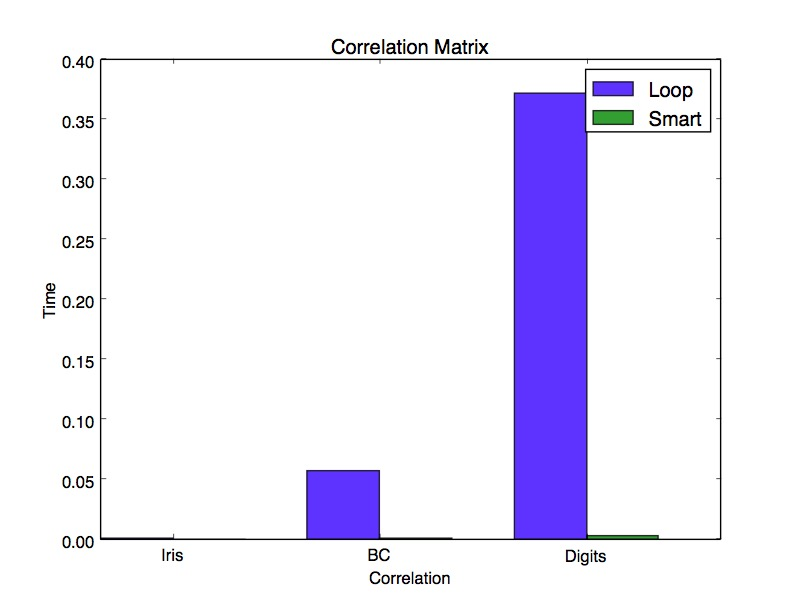 Correlation Matrix
0.40
0.35
0.30
0.25
0.20
0.15
0.10
0.05
0.00
Time
Loop
Smart
Iris
BC
Digits
Correlation